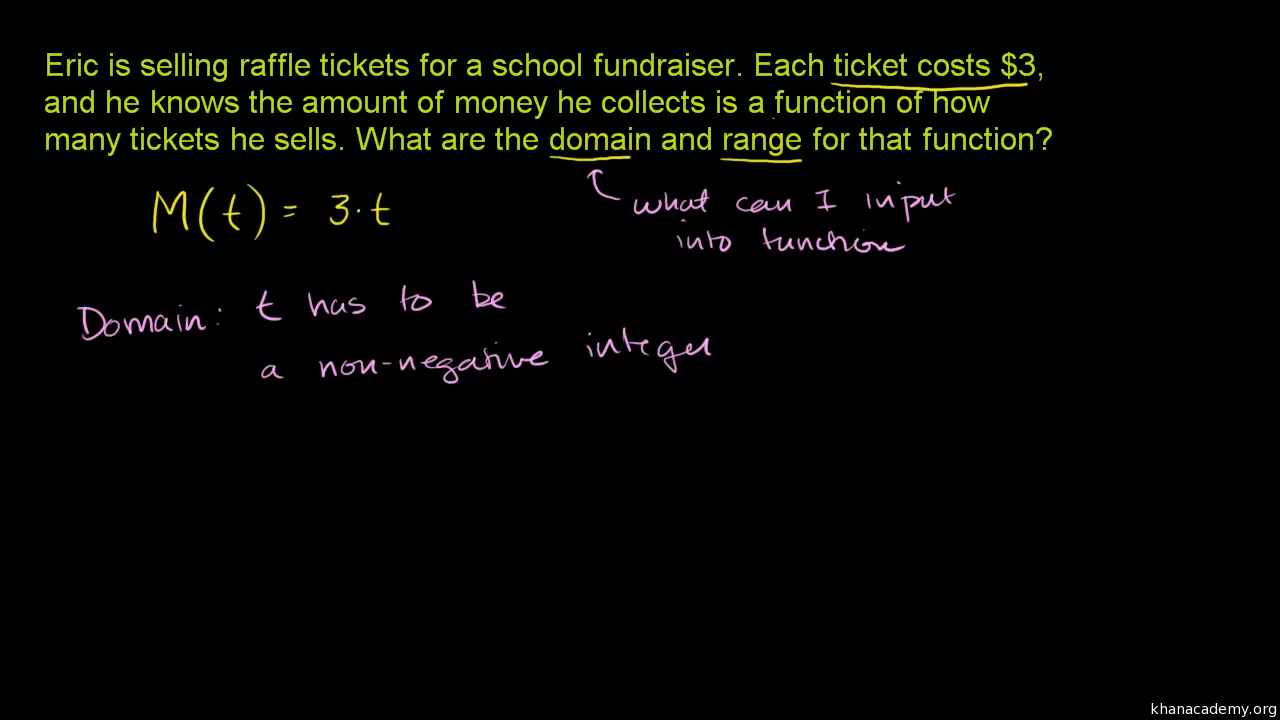 Eric is selling raffle tickets for a school fundraiser. Each ticket costs $3,
and he knows the amount of money he collects is a function of how
many tickets he sells. What are the domain and range for that function?
M(t) = 3·t
what can I input
into function
Domain: t has to be
a non-negative integer
khanacademy.org